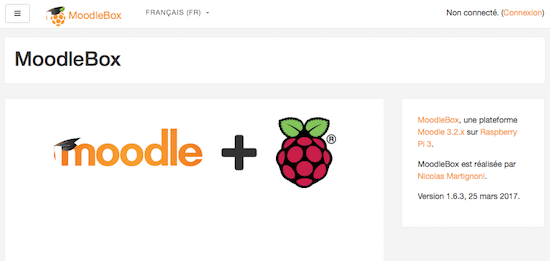 MoodleBox
FRANÇAIS (FR)
Non connecté. (Connexion)
MoodleBox
moodle
®
MoodleBox, une plateforme
Moodle 3.2.x sur Raspberry
Pi 3.
MoodleBox est réalisée par
Nicolas Martignoni.
Version 1.6.3, 25 mars 2017.